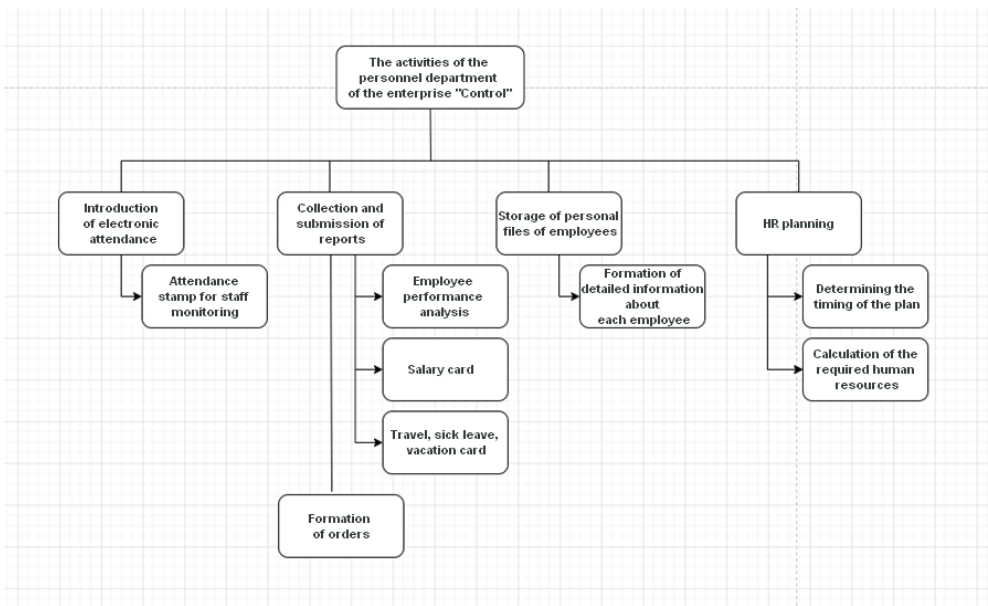 The activities of the
personnel department
of the enterprise "Control"
Introduction
of electronic
attendance
Collection and
submission of
reports
Storage of personal
files of employees
HR planning
Attendance
stamp for staff
monitoring
Employee
performance
analysis
Formation of
detailed information
about
each employee
Determining the
timing of the plan
Salary card
Calculation of the
required human
resources
Travel, sick leave,
vacation card
Formation
of orders